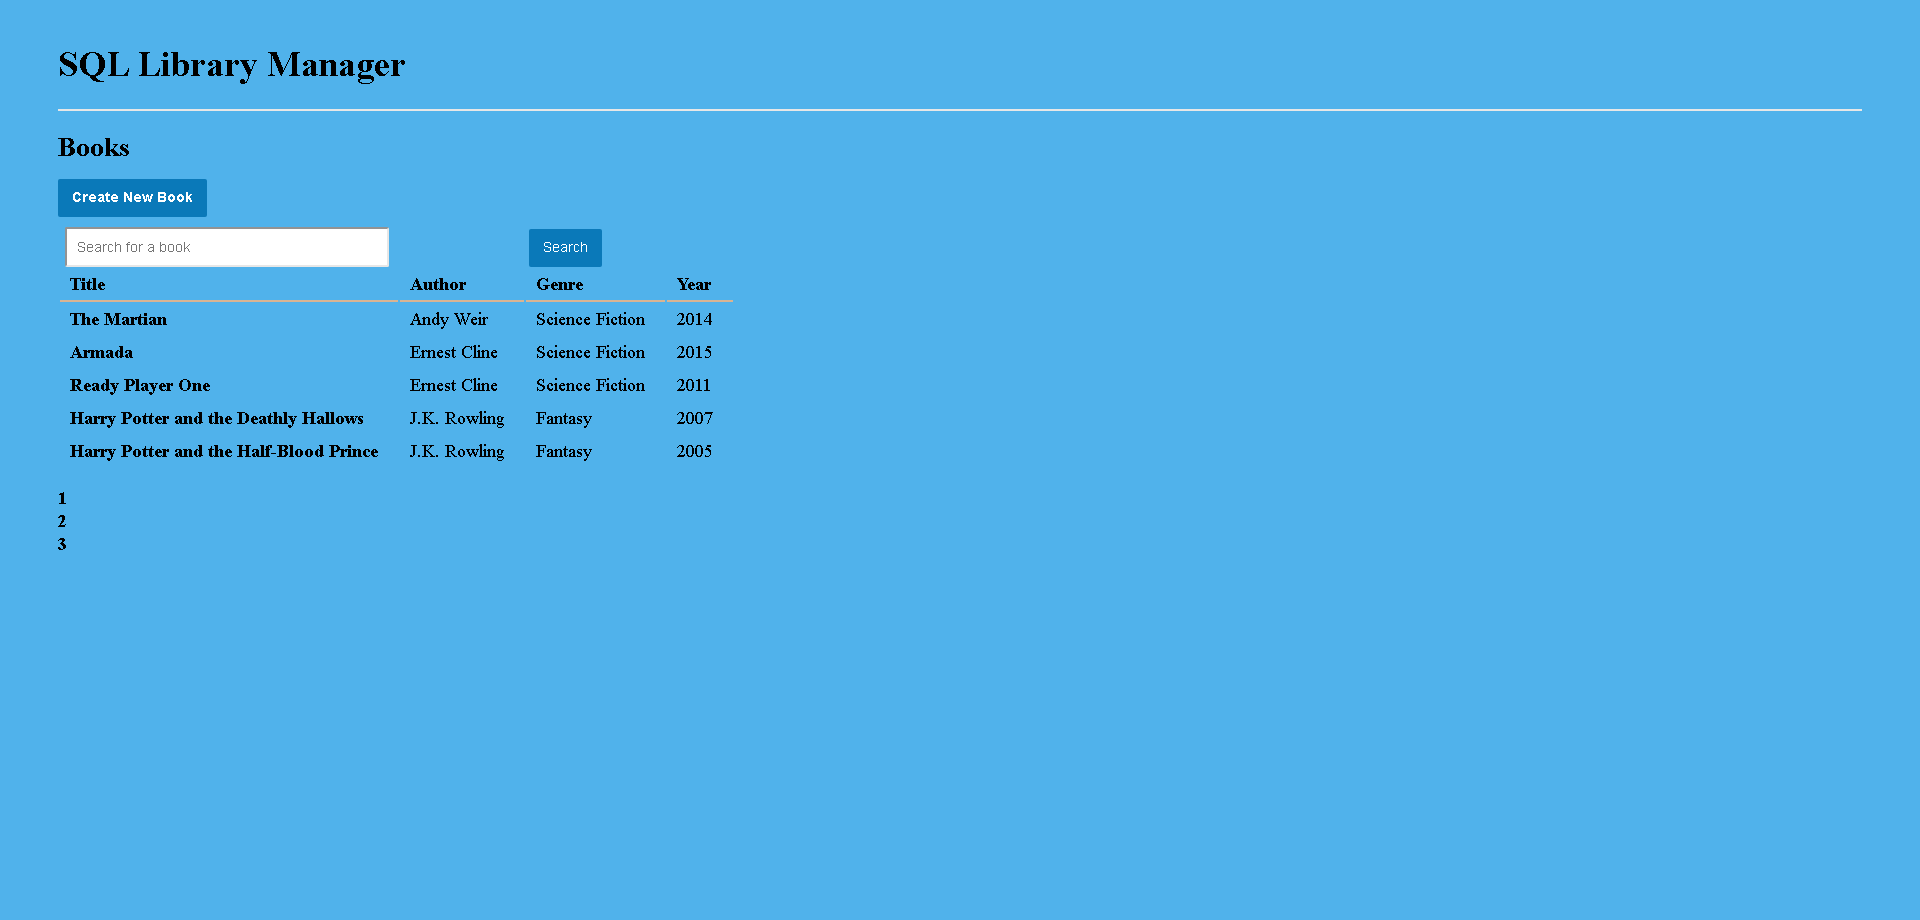 SQL Library Manager
Books
Create New Book
Search for a book Search
Title Author Genre Year
The Martian Andy Weir Science Fiction 2014
Armada Ernest Cline Science Fiction 2015
Ready Player One Ernest Cline Science Fiction 2011
Harry Potter and the Deathly Hallows J.K. Rowling Fantasy 2007
Harry Potter and the Half-Blood Prince J.K. Rowling Fantasy 2005
1
2
3